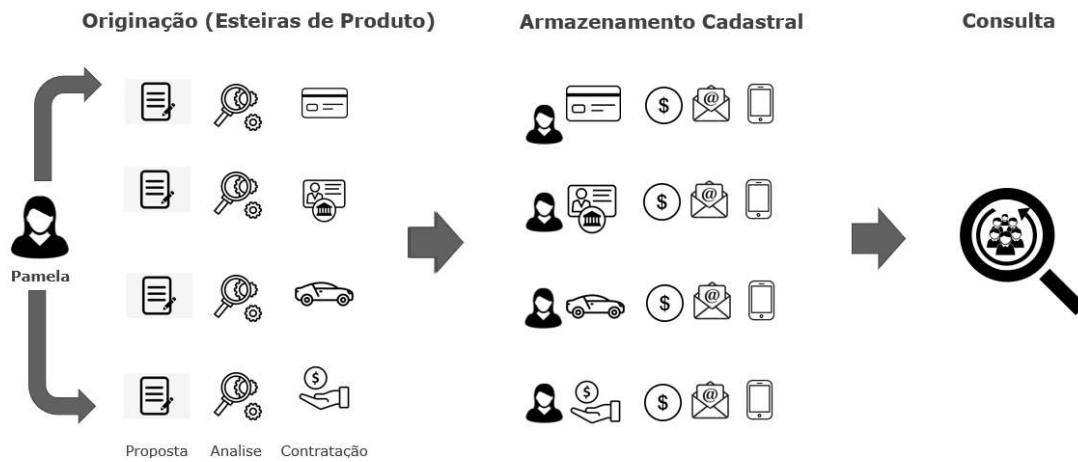 Originação (Esteiras de Produto)
Armazenamento Cadastral
Consulta
Pamela
Proposta
Analise
Contratação